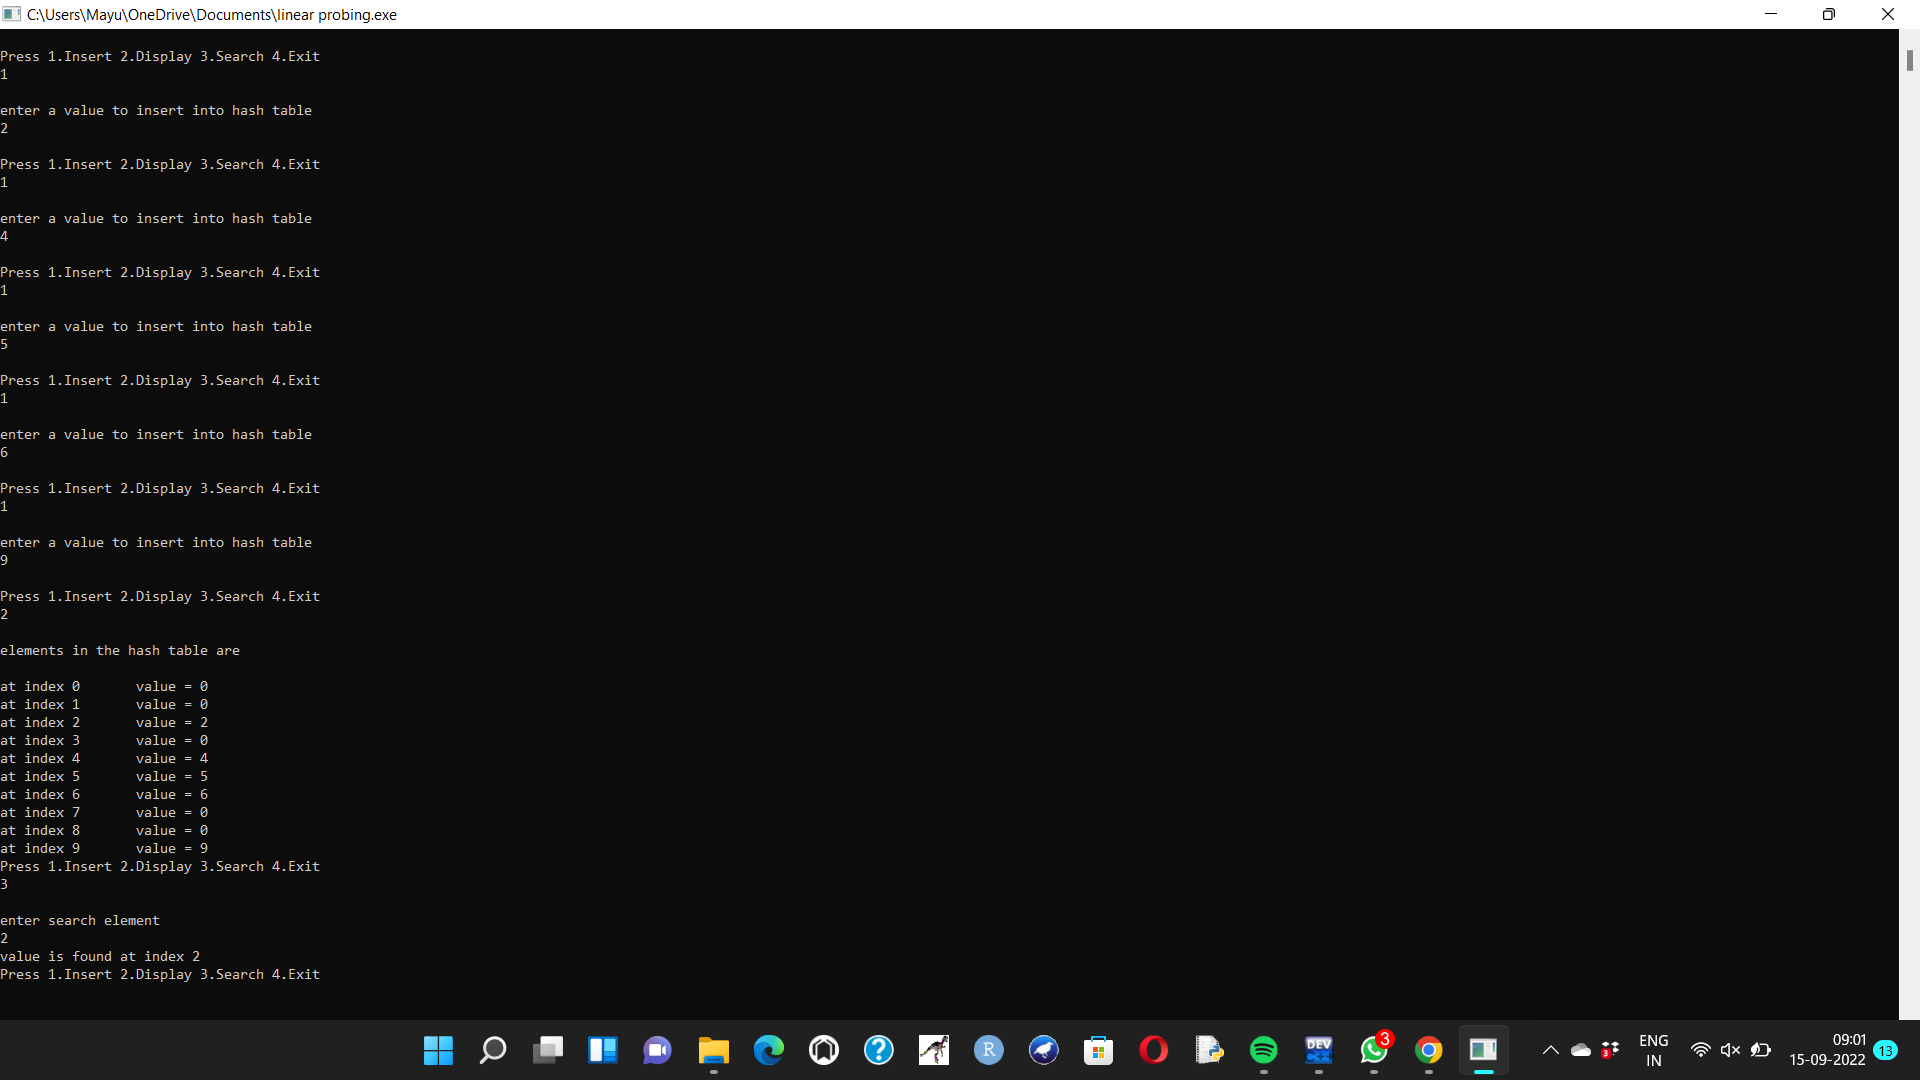 C:\Users\Mayu\OneDrive\Documents\linear probing.exe
Press 1.Insert 2.Display 3.Search 4.Exit
1
enter a value to insert into hash table
2
Press 1.Insert 2.Display 3.Search 4.Exit
1
enter a value to insert into hash table
4
Press 1.Insert 2.Display 3.Search 4.Exit
1
enter a value to insert into hash table
5
Press 1.Insert 2.Display 3.Search 4.Exit
1
enter a value to insert into hash table
6
Press 1.Insert 2.Display 3.Search 4.Exit
1
enter a value to insert into hash table
9
Press 1.Insert 2.Display 3.Search 4.Exit
2
elements in the hash table are
at index 0 value = 0
at index 1 value = 0
at index 2 value = 2
at index 3 value = 0
at index 4 value = 4
at index 5 value = 5
at index 6 value = 6
at index 7 value = 0
at index 8 value = 0
at index 9 value = 9
Press 1.Insert 2.Display 3.Search 4.Exit
3
enter search element
2
value is found at index 2
Press 1.Insert 2.Display 3.Search 4.Exit
R
DEV
C++
3
3
ENG
IN
09:01
15-09-2022
13